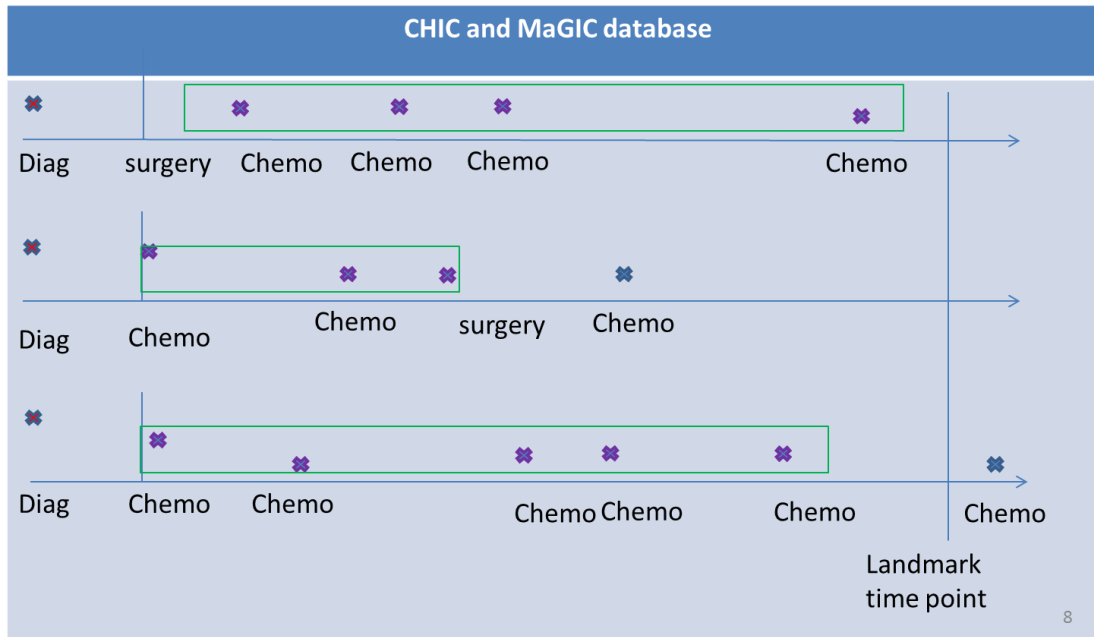 CHIC and MaGIC database
Diag surgery Chemo Chemo Chemo Chemo
Diag Chemo Chemo surgery Chemo
Diag Chemo Chemo Chemo Chemo Chemo Chemo
Landmark
time point
8